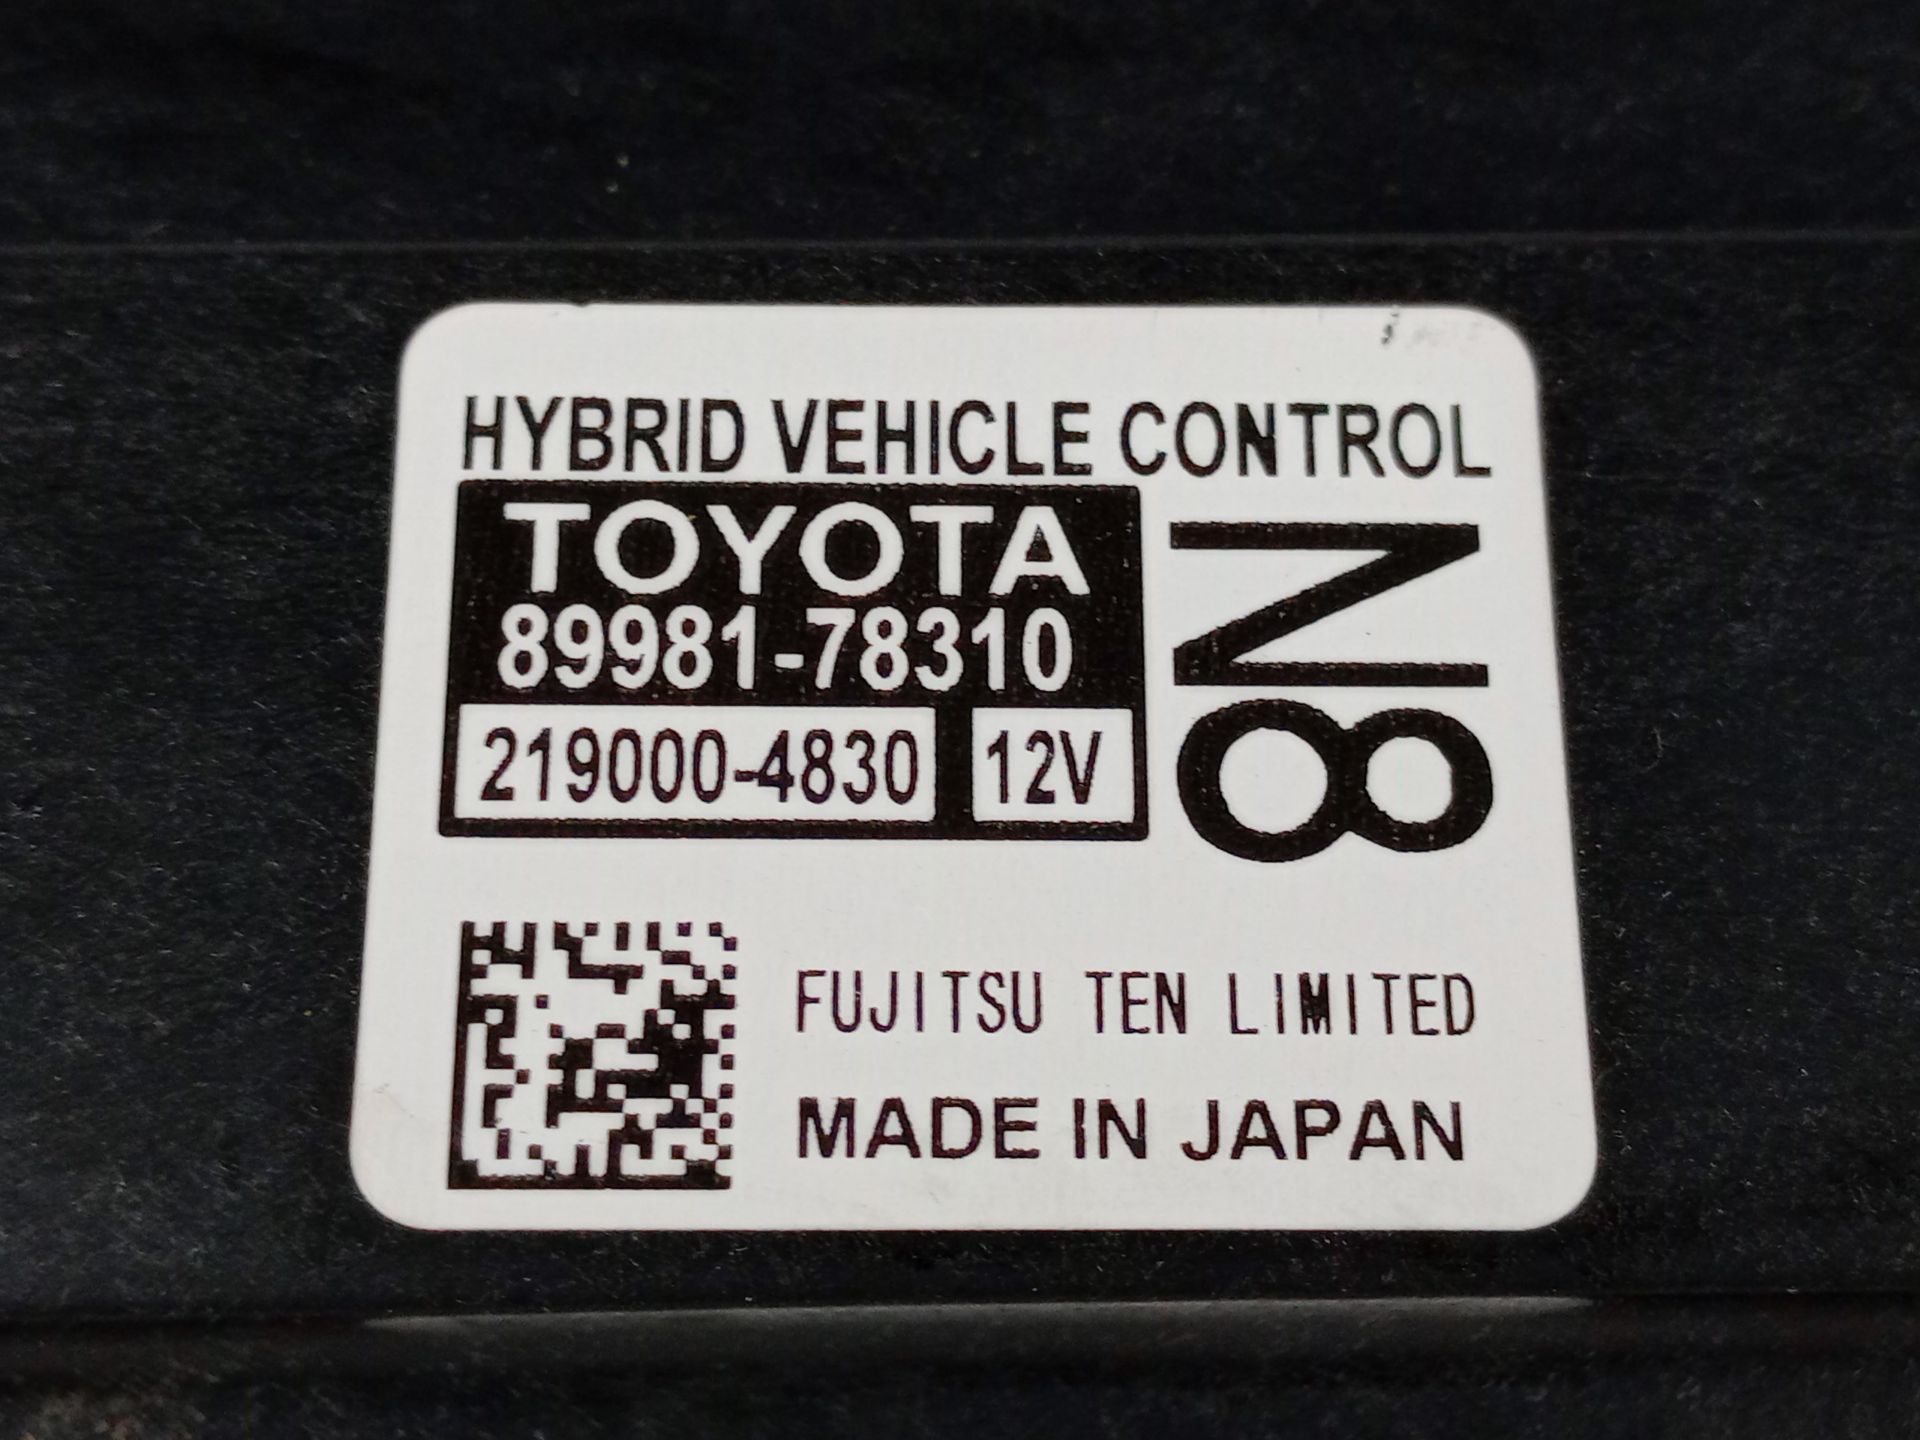 HYBRID VEHICLE CONTROL
TOYOTA
89981-78310
219000-4830 12V
N8
FUJITSU TEN LIMITED
MADE IN JAPAN